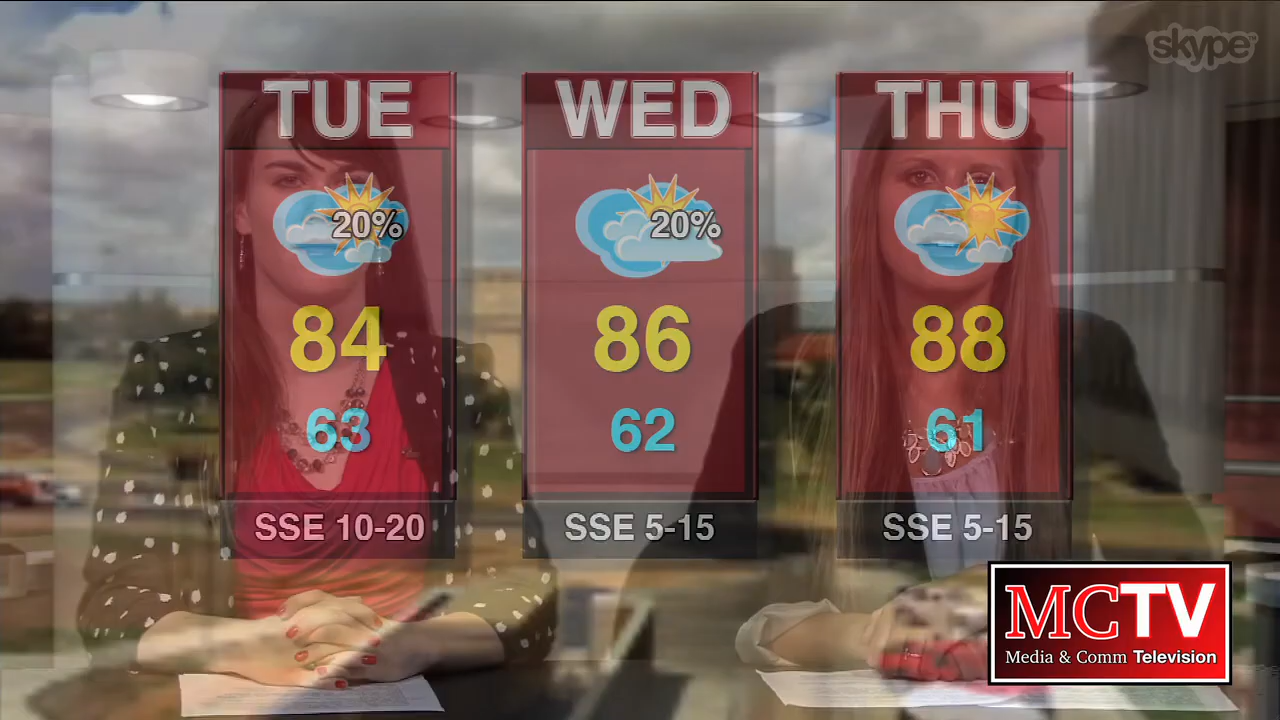 skype
TUE WED THU
20% 20%
84 86 88
63 62 61
SSE 10-20 SSE 5-15 SSE 5-15
MCTV
Media & Comm Television